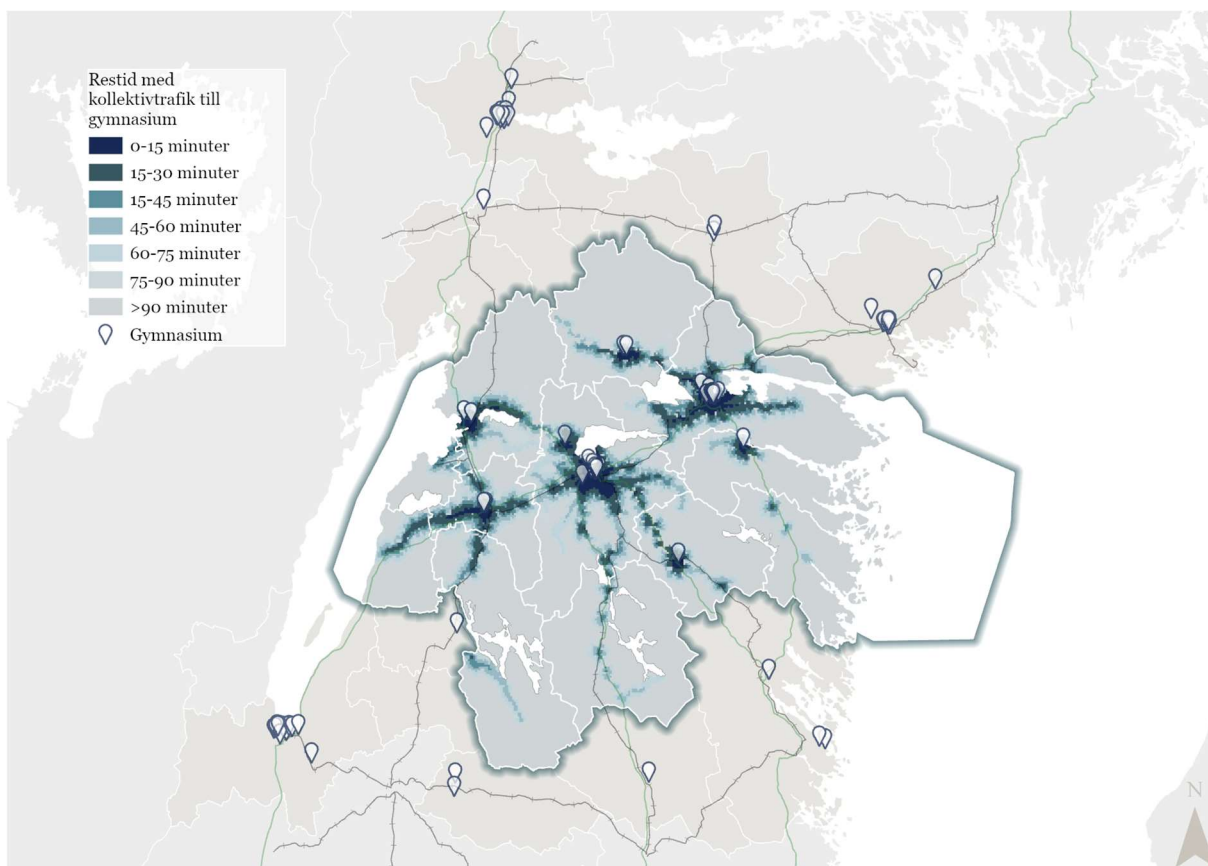 Restid med
kollektivtrafik till
gymnasium
0-15 minuter
15-30 minuter
15-45 minuter
45-60 minuter
60-75 minuter
75-90 minuter
>90 minuter
Gymnasium
N